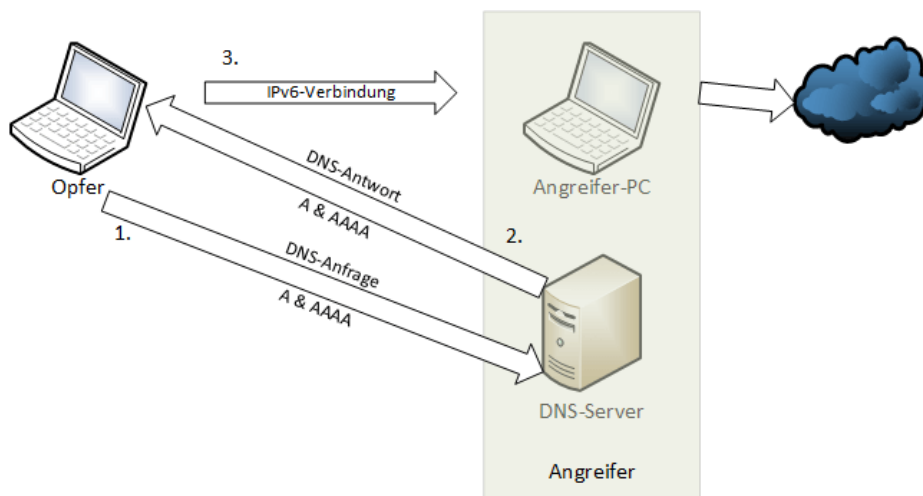 3.
IPv6-Verbindung
Opfer
Angreifer-PC
DNS-Antwort
A & AAAA
2.
1.
DNS-Anfrage
A & AAAA
DNS-Server
Angreifer